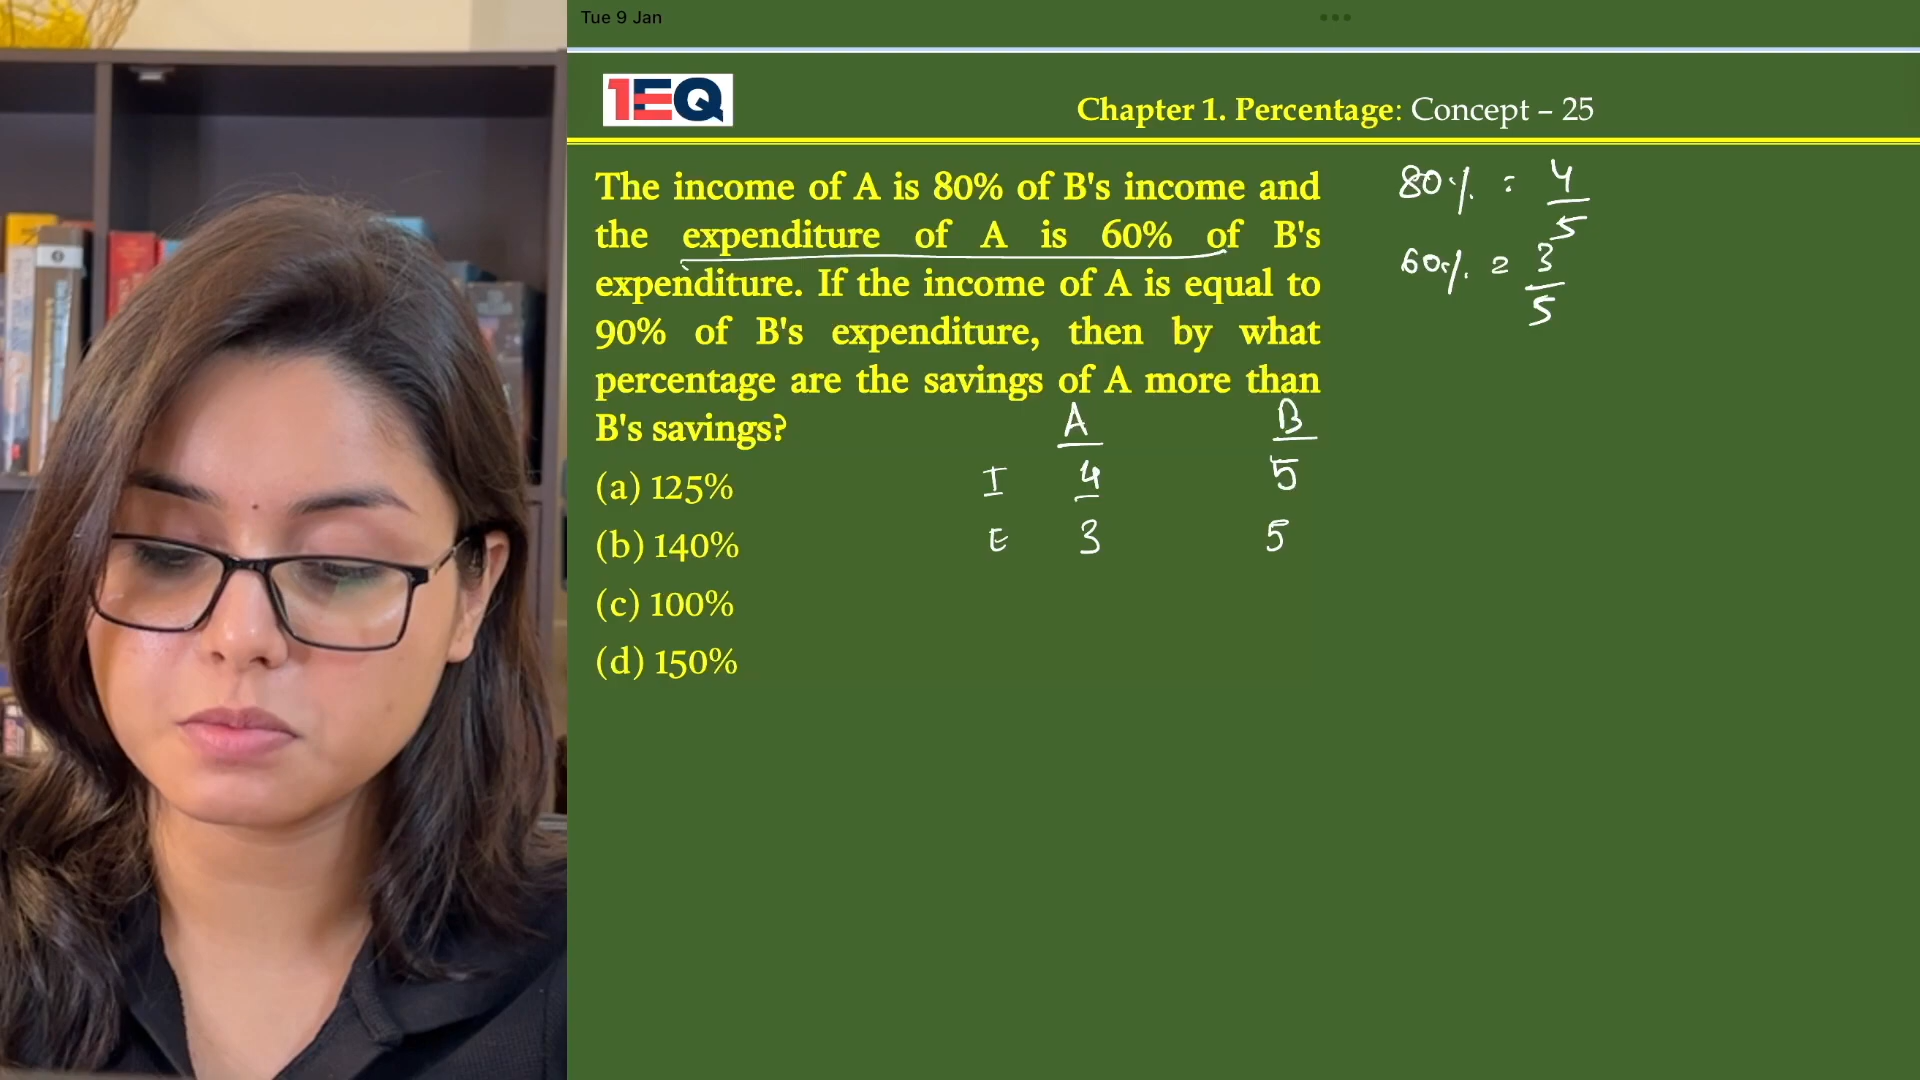 Tue 9 Jan
1EQ
Chapter 1. Percentage: Concept – 25
The income of A is 80% of B's income and
the expenditure of A is 60% of B's
expenditure. If the income of A is equal to
90% of B's expenditure, then by what
percentage are the savings of A more than
B's savings?
(a) 125%
(b) 140%
(c) 100%
(d) 150%
80% = 4/5
60% = 3/5
A B
I 4 5
E 3 5